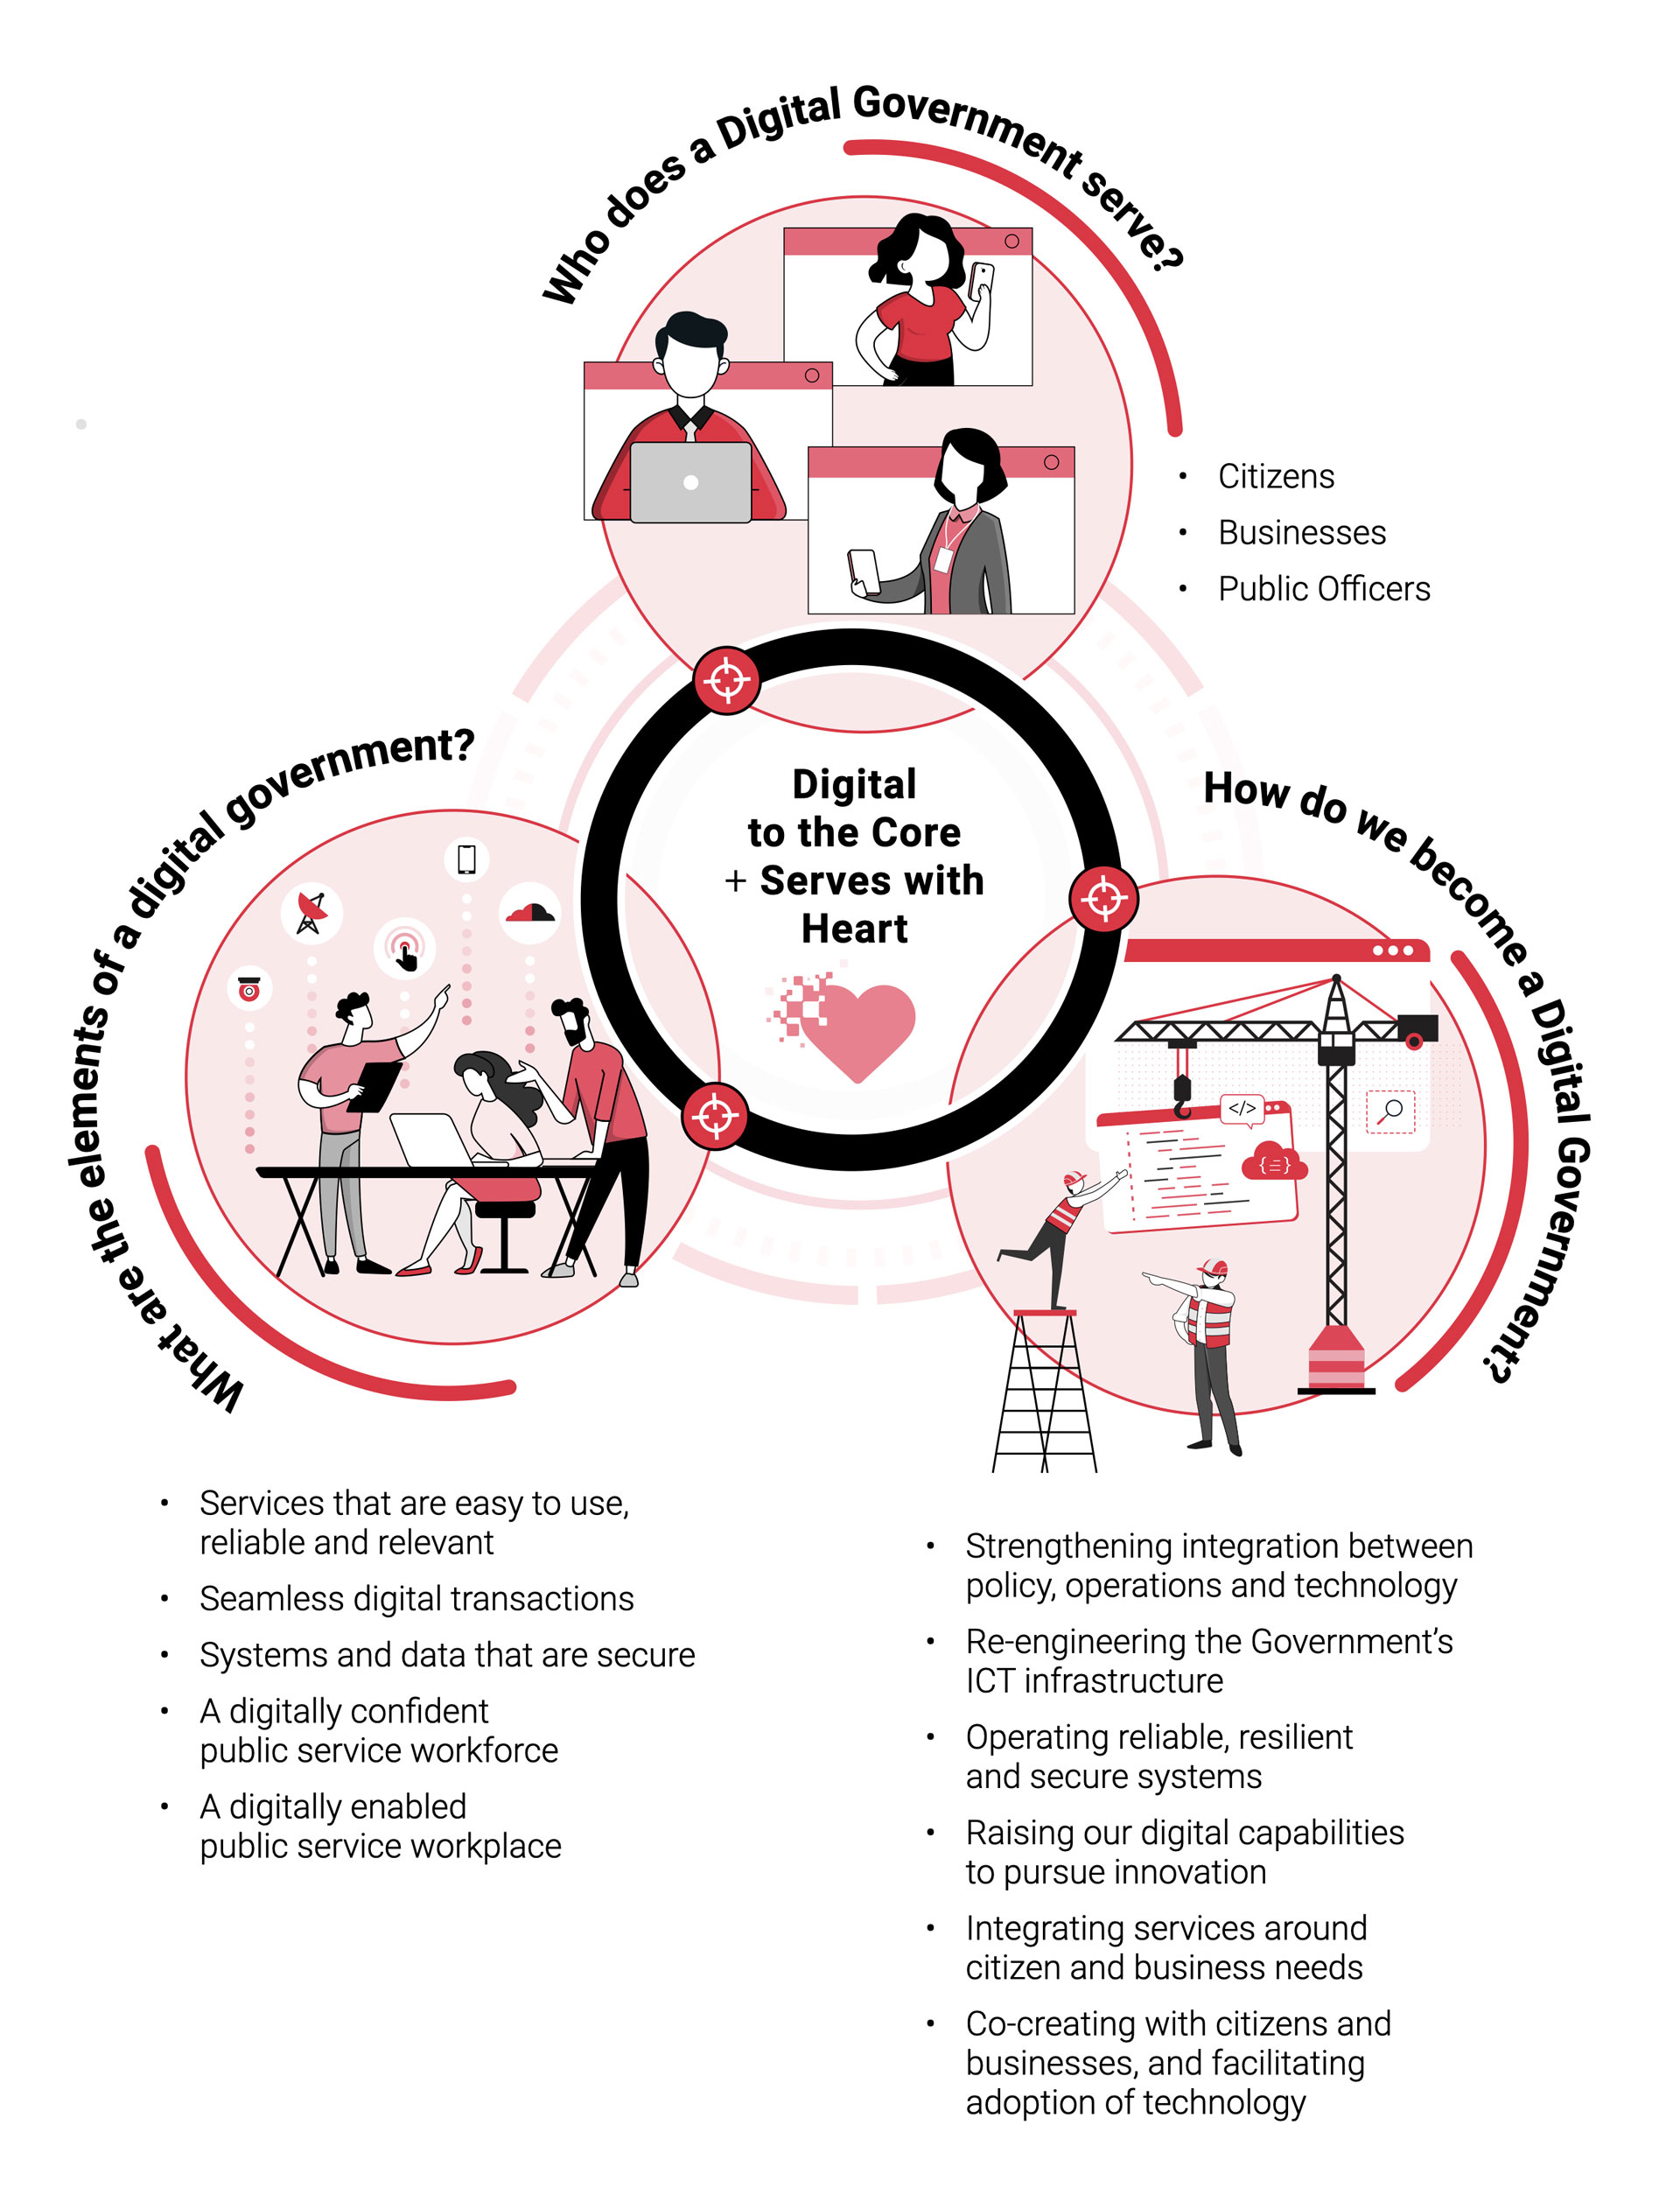 Who does a Digital Government serve?
• Citizens
• Businesses
• Public Officers
Digital
to the Core
+ Serves with
Heart
What are the elements of a digital government?
• Services that are easy to use,
reliable and relevant
• Seamless digital transactions
• Systems and data that are secure
• A digitally confident
public service workforce
• A digitally enabled
public service workplace
How do we become a Digital Government?
</>
{=}
• Strengthening integration between
policy, operations and technology
• Re-engineering the Government’s
ICT infrastructure
• Operating reliable, resilient
and secure systems
• Raising our digital capabilities
to pursue innovation
• Integrating services around
citizen and business needs
• Co-creating with citizens and
businesses, and facilitating
adoption of technology